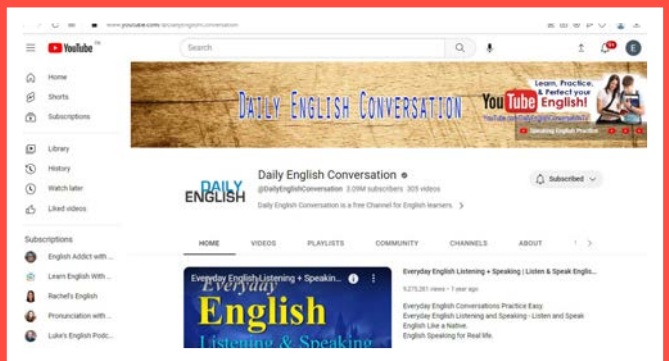 www.youtube.com/@DailyEnglishConversation
YouTube
Search
E
Home
Shorts
Subscriptions
Library
History
Watch later
Liked videos
Subscriptions
English Addict with ...
Learn English With ...
Rachel's English
Pronunciation with ...
Luke's English Podc...
DAILY ENGLISH CONVERSATION
Learn, Practice,
& Perfect your
YouTube English!
Speaking English Practice
DAILY
ENGLISH
Daily English Conversation
@DailyEnglishConversation 3.09M subscribers 305 videos
Daily English Conversation is a free Channel for English learners.
Subscribed
HOME VIDEOS PLAYLISTS COMMUNITY CHANNELS ABOUT
Everyday English Listening + Speakin...
Everyday
English
Listening & Speaking
Everyday English Listening + Speaking | Listen & Speak Englis...
9,275,281 views • 1 year ago
Everyday English Conversations Practice Easy.
Everyday English Listening and Speaking - Listen and Speak
English Like a Native.
English Speaking for Real life.